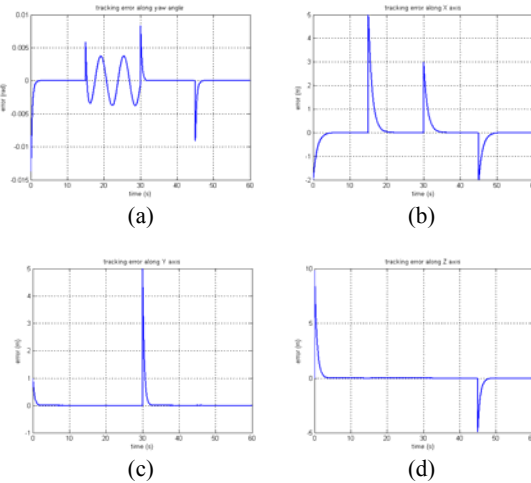 tracking error along yaw angle
0.01
0.005
0
-0.005
-0.01
-0.015
error (rad)
0 10 20 30 40 50 60
time (s)
(a)
tracking error along X axis
5
4
3
2
1
0
-1
-2
error (m)
0 10 20 30 40 50 60
time (s)
(b)
tracking error along Y axis
5
4
3
2
1
0
-1
error (m)
0 10 20 30 40 50 60
time (s)
(c)
tracking error along Z axis
10
5
0
-5
error (m)
0 10 20 30 40 50 60
time (s)
(d)